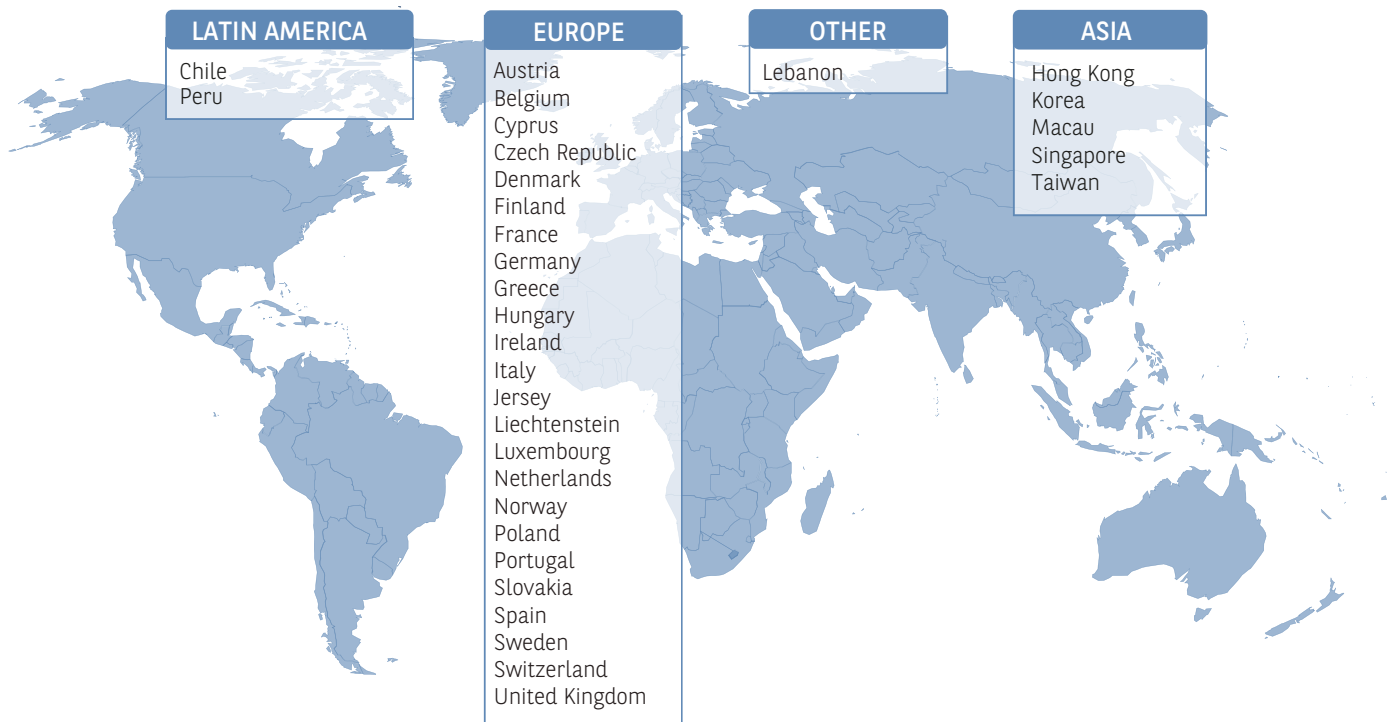 LATIN AMERICA
Chile
Peru
EUROPE
Austria
Belgium
Cyprus
Czech Republic
Denmark
Finland
France
Germany
Greece
Hungary
Ireland
Italy
Jersey
Liechtenstein
Luxembourg
Netherlands
Norway
Poland
Portugal
Slovakia
Spain
Sweden
Switzerland
United Kingdom
OTHER
Lebanon
ASIA
Hong Kong
Korea
Macau
Singapore
Taiwan